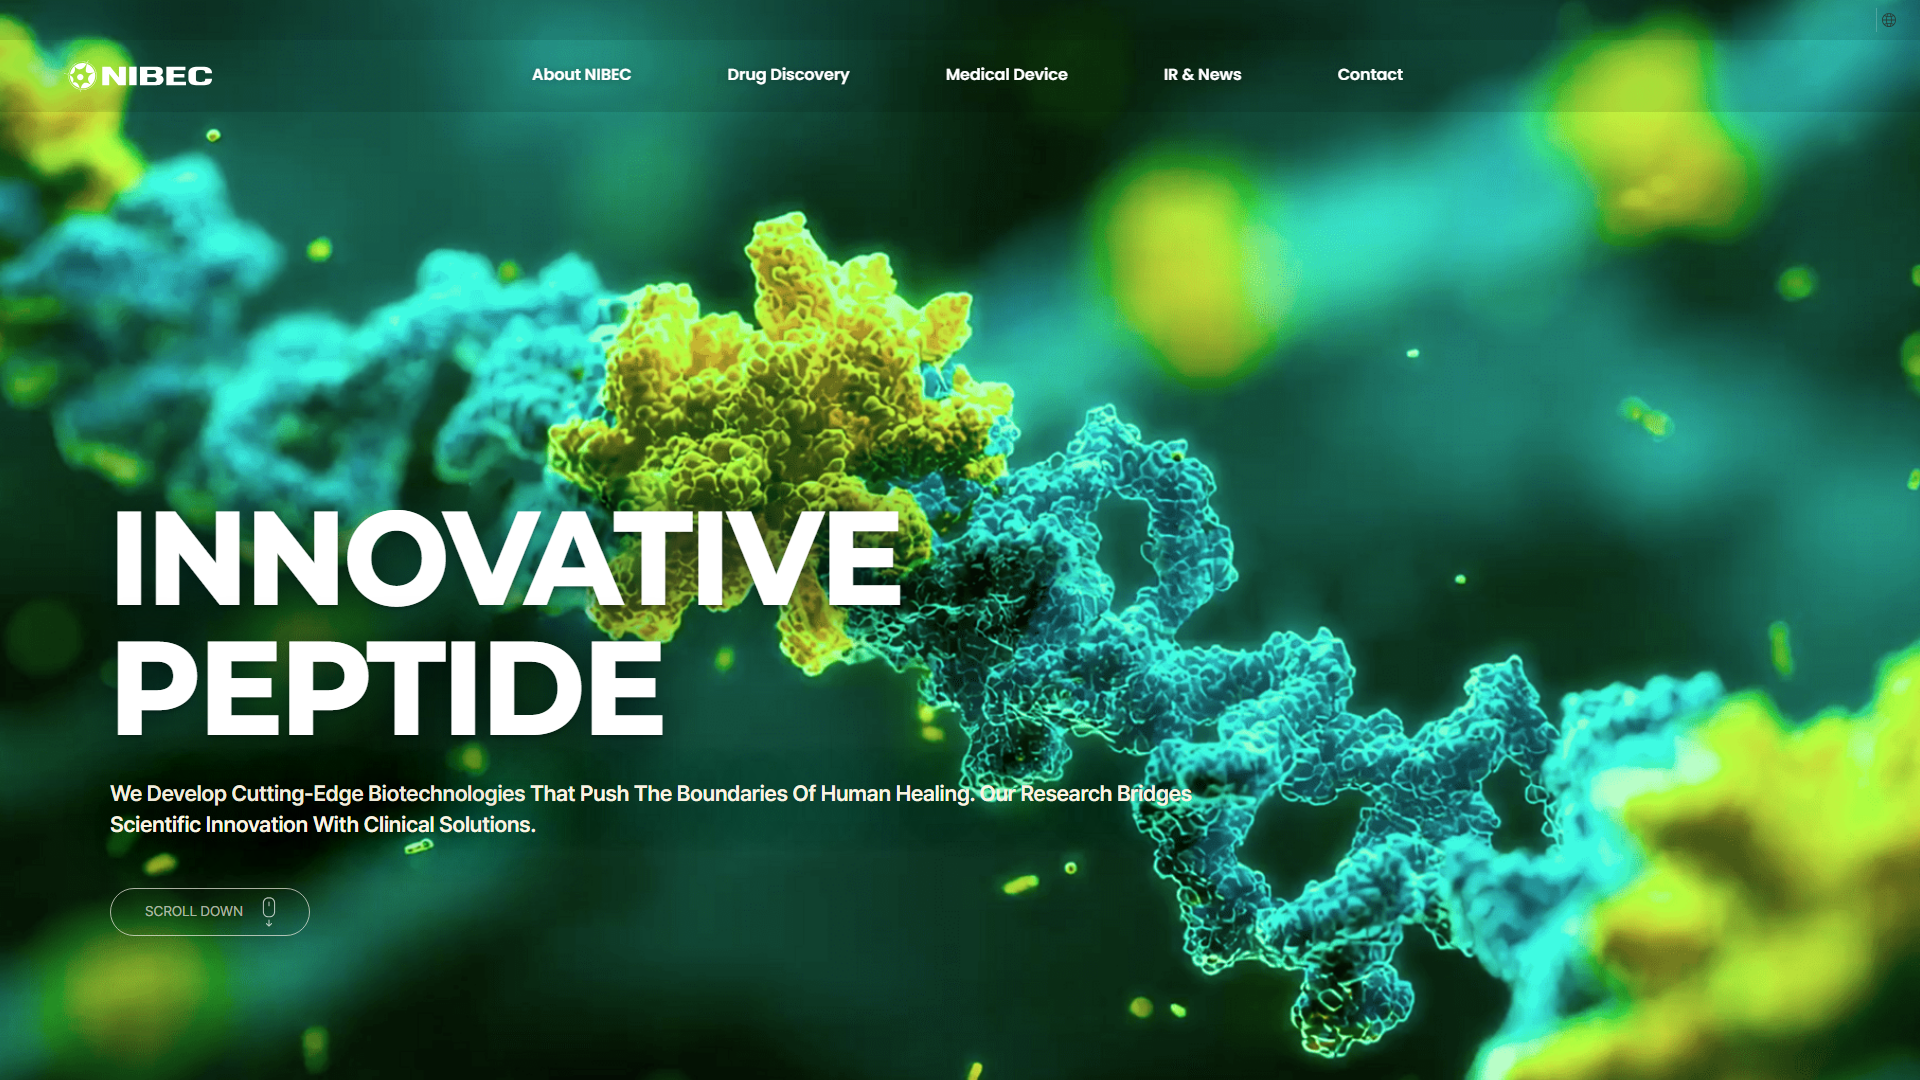 NIBEC
About NIBEC
Drug Discovery
Medical Device
IR & News
Contact
INNOVATIVE
PEPTIDE
We Develop Cutting-Edge Biotechnologies That Push The Boundaries Of Human Healing. Our Research Bridges
Scientific Innovation With Clinical Solutions.
SCROLL DOWN